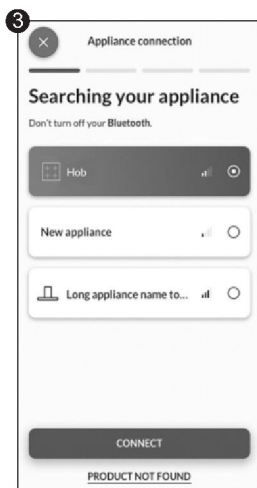 3
Appliance connection
Searching your appliance
Don't turn off your Bluetooth.
Hob
New appliance
Long appliance name to...
CONNECT
PRODUCT NOT FOUND